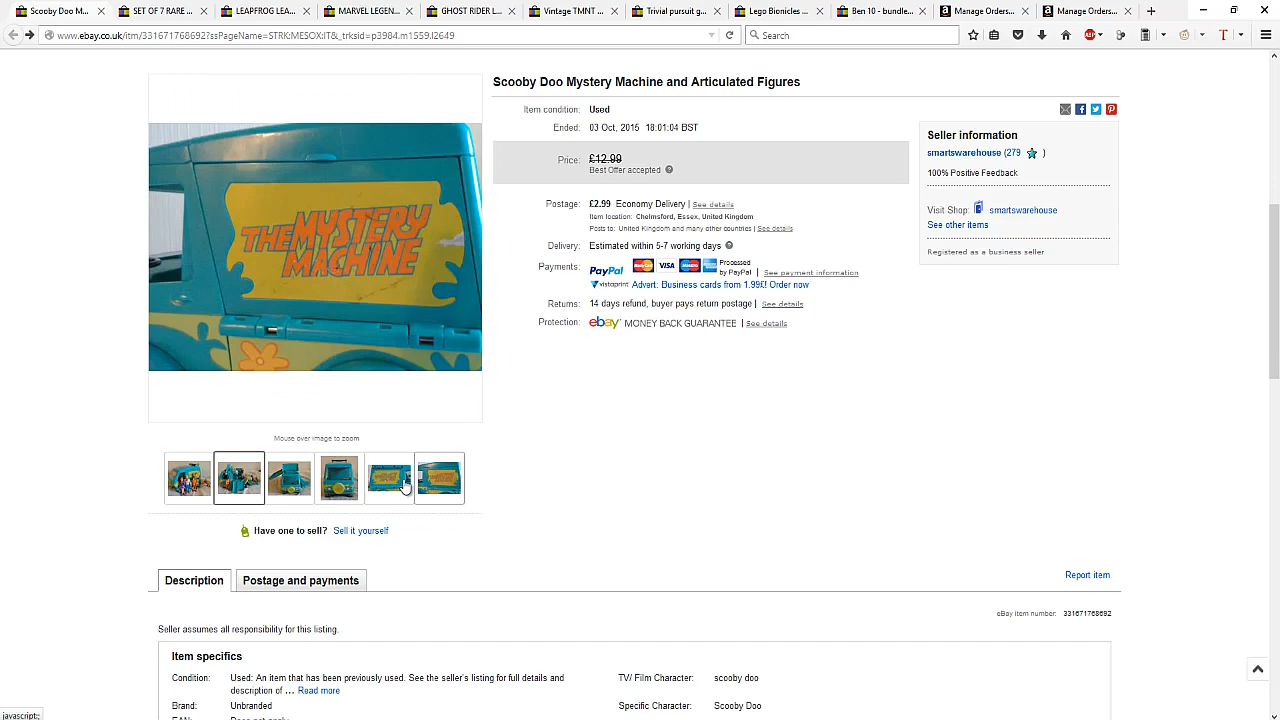 Scooby Doo M...
SET OF 7 RARE ...
LEAPFROG LEA...
MARVEL LEGEN...
GHOST RIDER L...
Vintage TMNT ...
Trivial pursuit g...
Lego Bionicles ...
Ben 10 - bundle...
Manage Orders...
Manage Orders...
www.ebay.co.uk/itm/331671768692?ssPageName=STRK:MESOX:IT&_trksid=p3984.m1559.l2649
Search
Scooby Doo Mystery Machine and Articulated Figures
Item condition: Used
Ended: 03 Oct, 2015 18:01:04 BST
Price: £12.99
Best Offer accepted
Postage: £2.99 Economy Delivery | See details
Item location: Chelmsford, Essex, United Kingdom
Posts to: United Kingdom and many other countries | See details
Delivery: Estimated within 5-7 working days
Payments: PayPal VISA Processed by PayPal | See payment information
vistaprint Advert: Business cards from 1.99£! Order now
Returns: 14 days refund, buyer pays return postage | See details
Protection: ebay MONEY BACK GUARANTEE | See details
Seller information
smartswarehouse (279 )
100% Positive Feedback
Visit Shop: smartswarehouse
See other items
Registered as a business seller
THE MYSTERY
MACHINE
Mouse over image to zoom
Have one to sell? Sell it yourself
Description
Postage and payments
Report item
eBay item number: 331671768692
Seller assumes all responsibility for this listing.
Item specifics
Condition: Used: An item that has been previously used. See the seller's listing for full details and
description of ... Read more
TV/ Film Character: scooby doo
Brand: Unbranded
Specific Character: Scooby Doo
EAN: Does not apply
javascript:;